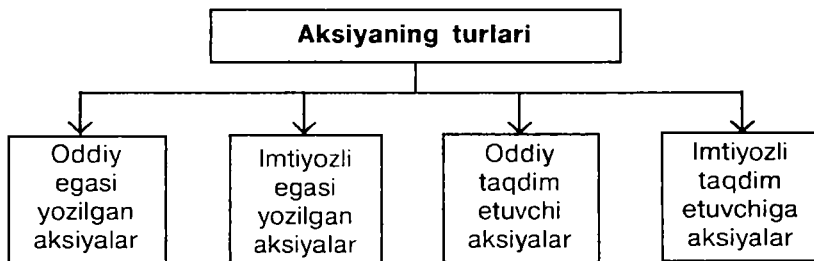 Aksiyaning turlari
Oddiy
egasi
yozilgan
aksiyalar
Imtiyozli
egasi
yozilgan
aksiyalar
Oddiy
taqdim
etuvchi
aksiyalar
Imtiyozli
taqdim
etuvchiga
aksiyalar